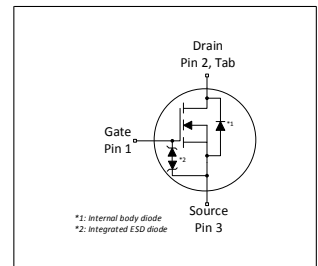 Drain
Pin 2, Tab
*1
Gate
Pin 1
*2
Source
Pin 3
*1: Internal body diode
*2: Integrated ESD diode